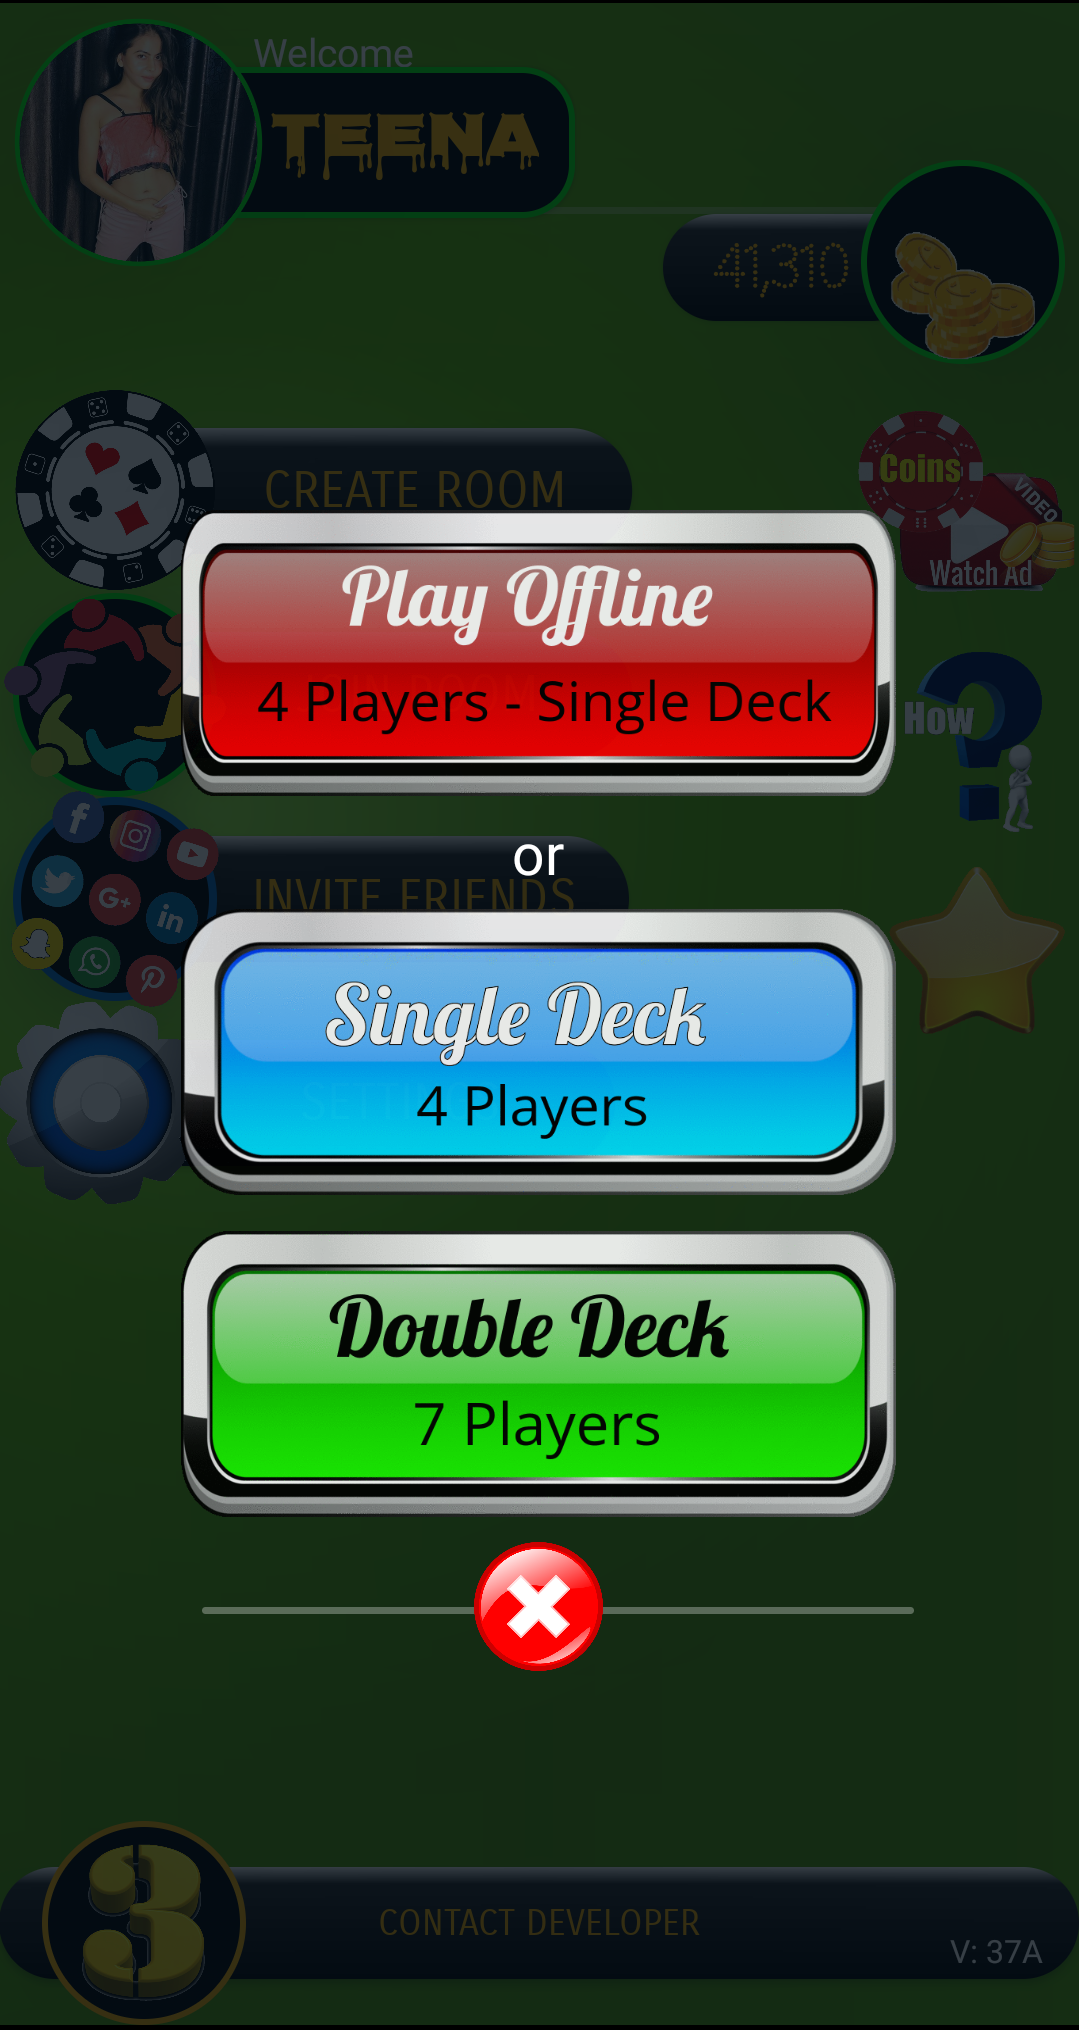 Welcome
TEENA
41,310
CREATE ROOM
Coins
VIDEO
Watch Ad
Play Offline
4 Players - Single Deck
How
or
INVITE FRIENDS
Single Deck
4 Players
Double Deck
7 Players
3
CONTACT DEVELOPER
V: 37A